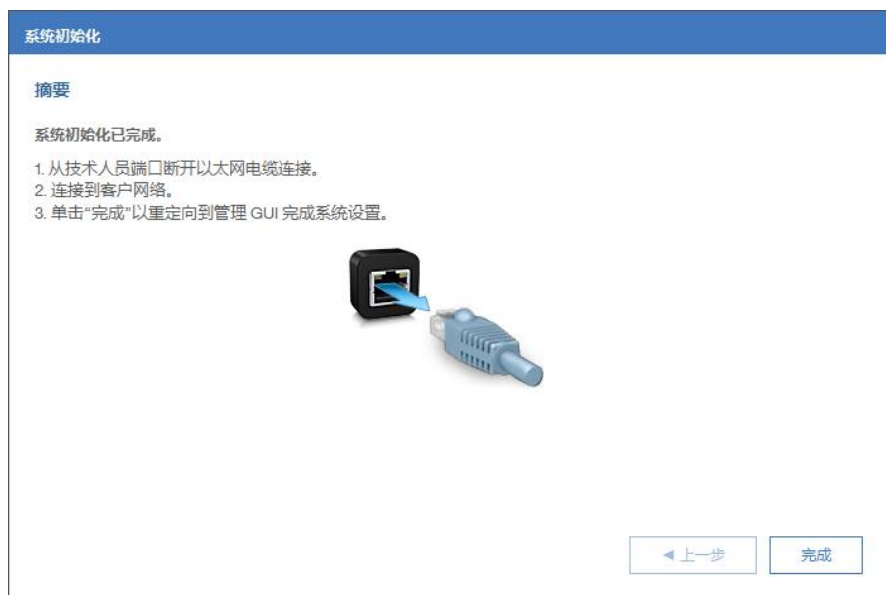 系统初始化
摘要
系统初始化已完成。
1. 从技术人员端口断开以太网电缆连接。
2. 连接到客户网络。
3. 单击“完成”以重定向到管理 GUI 完成系统设置。
◀ 上一步
完成